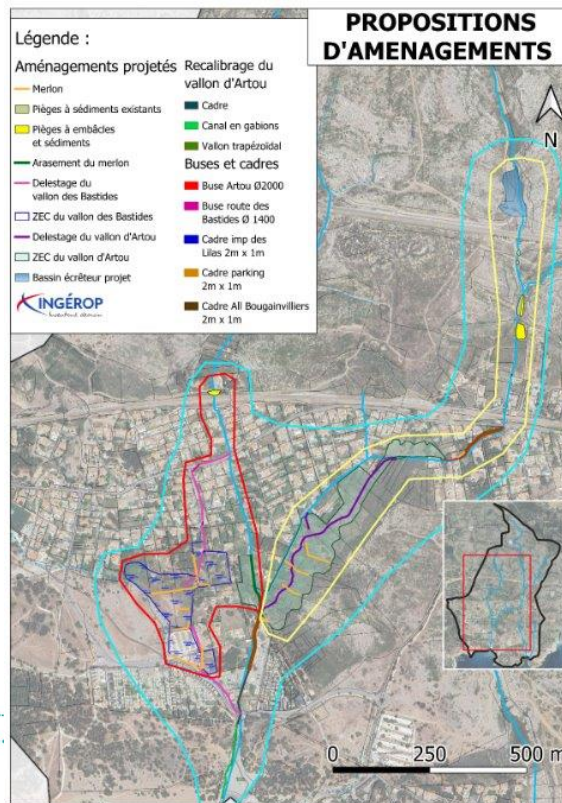 PROPOSITIONS
D'AMENAGEMENTS
Légende :
Aménagements projetés
Merlon
Pièges à sédiments existants
Pièges à embâcles
et sédiments
Arasement du merlon
Delestage du
vallon des Bastides
ZEC du vallon des Bastides
Delestage du vallon d'Artou
ZEC du vallon d'Artou
Bassin écrêteur projet
INGÉROP
Inventons demain
Recalibrage du
vallon d'Artou
Cadre
Canal en gabions
Vallon trapézoïdal
Buses et cadres
Buse Artou Ø2000
Buse route des
Bastides Ø 1400
Cadre imp des
Lilas 2m x 1m
Cadre parking
2m x 1m
Cadre All Bougainvilliers
2m x 1m
N
0 250 500 m